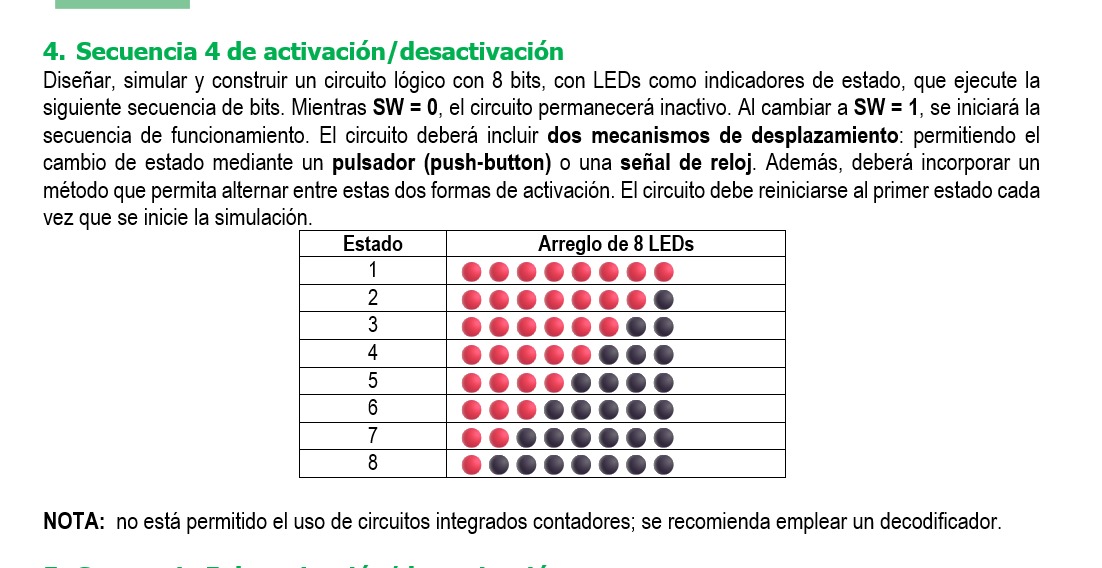 4. Secuencia 4 de activación/desactivación
Diseñar, simular y construir un circuito lógico con 8 bits, con LEDs como indicadores de estado, que ejecute la
siguiente secuencia de bits. Mientras SW = 0, el circuito permanecerá inactivo. Al cambiar a SW = 1, se iniciará la
secuencia de funcionamiento. El circuito deberá incluir dos mecanismos de desplazamiento: permitiendo el
cambio de estado mediante un pulsador (push-button) o una señal de reloj. Además, deberá incorporar un
método que permita alternar entre estas dos formas de activación. El circuito debe reiniciarse al primer estado cada
vez que se inicie la simulación.
Estado Arreglo de 8 LEDs
1
2
3
4
5
6
7
8
NOTA: no está permitido el uso de circuitos integrados contadores; se recomienda emplear un decodificador.